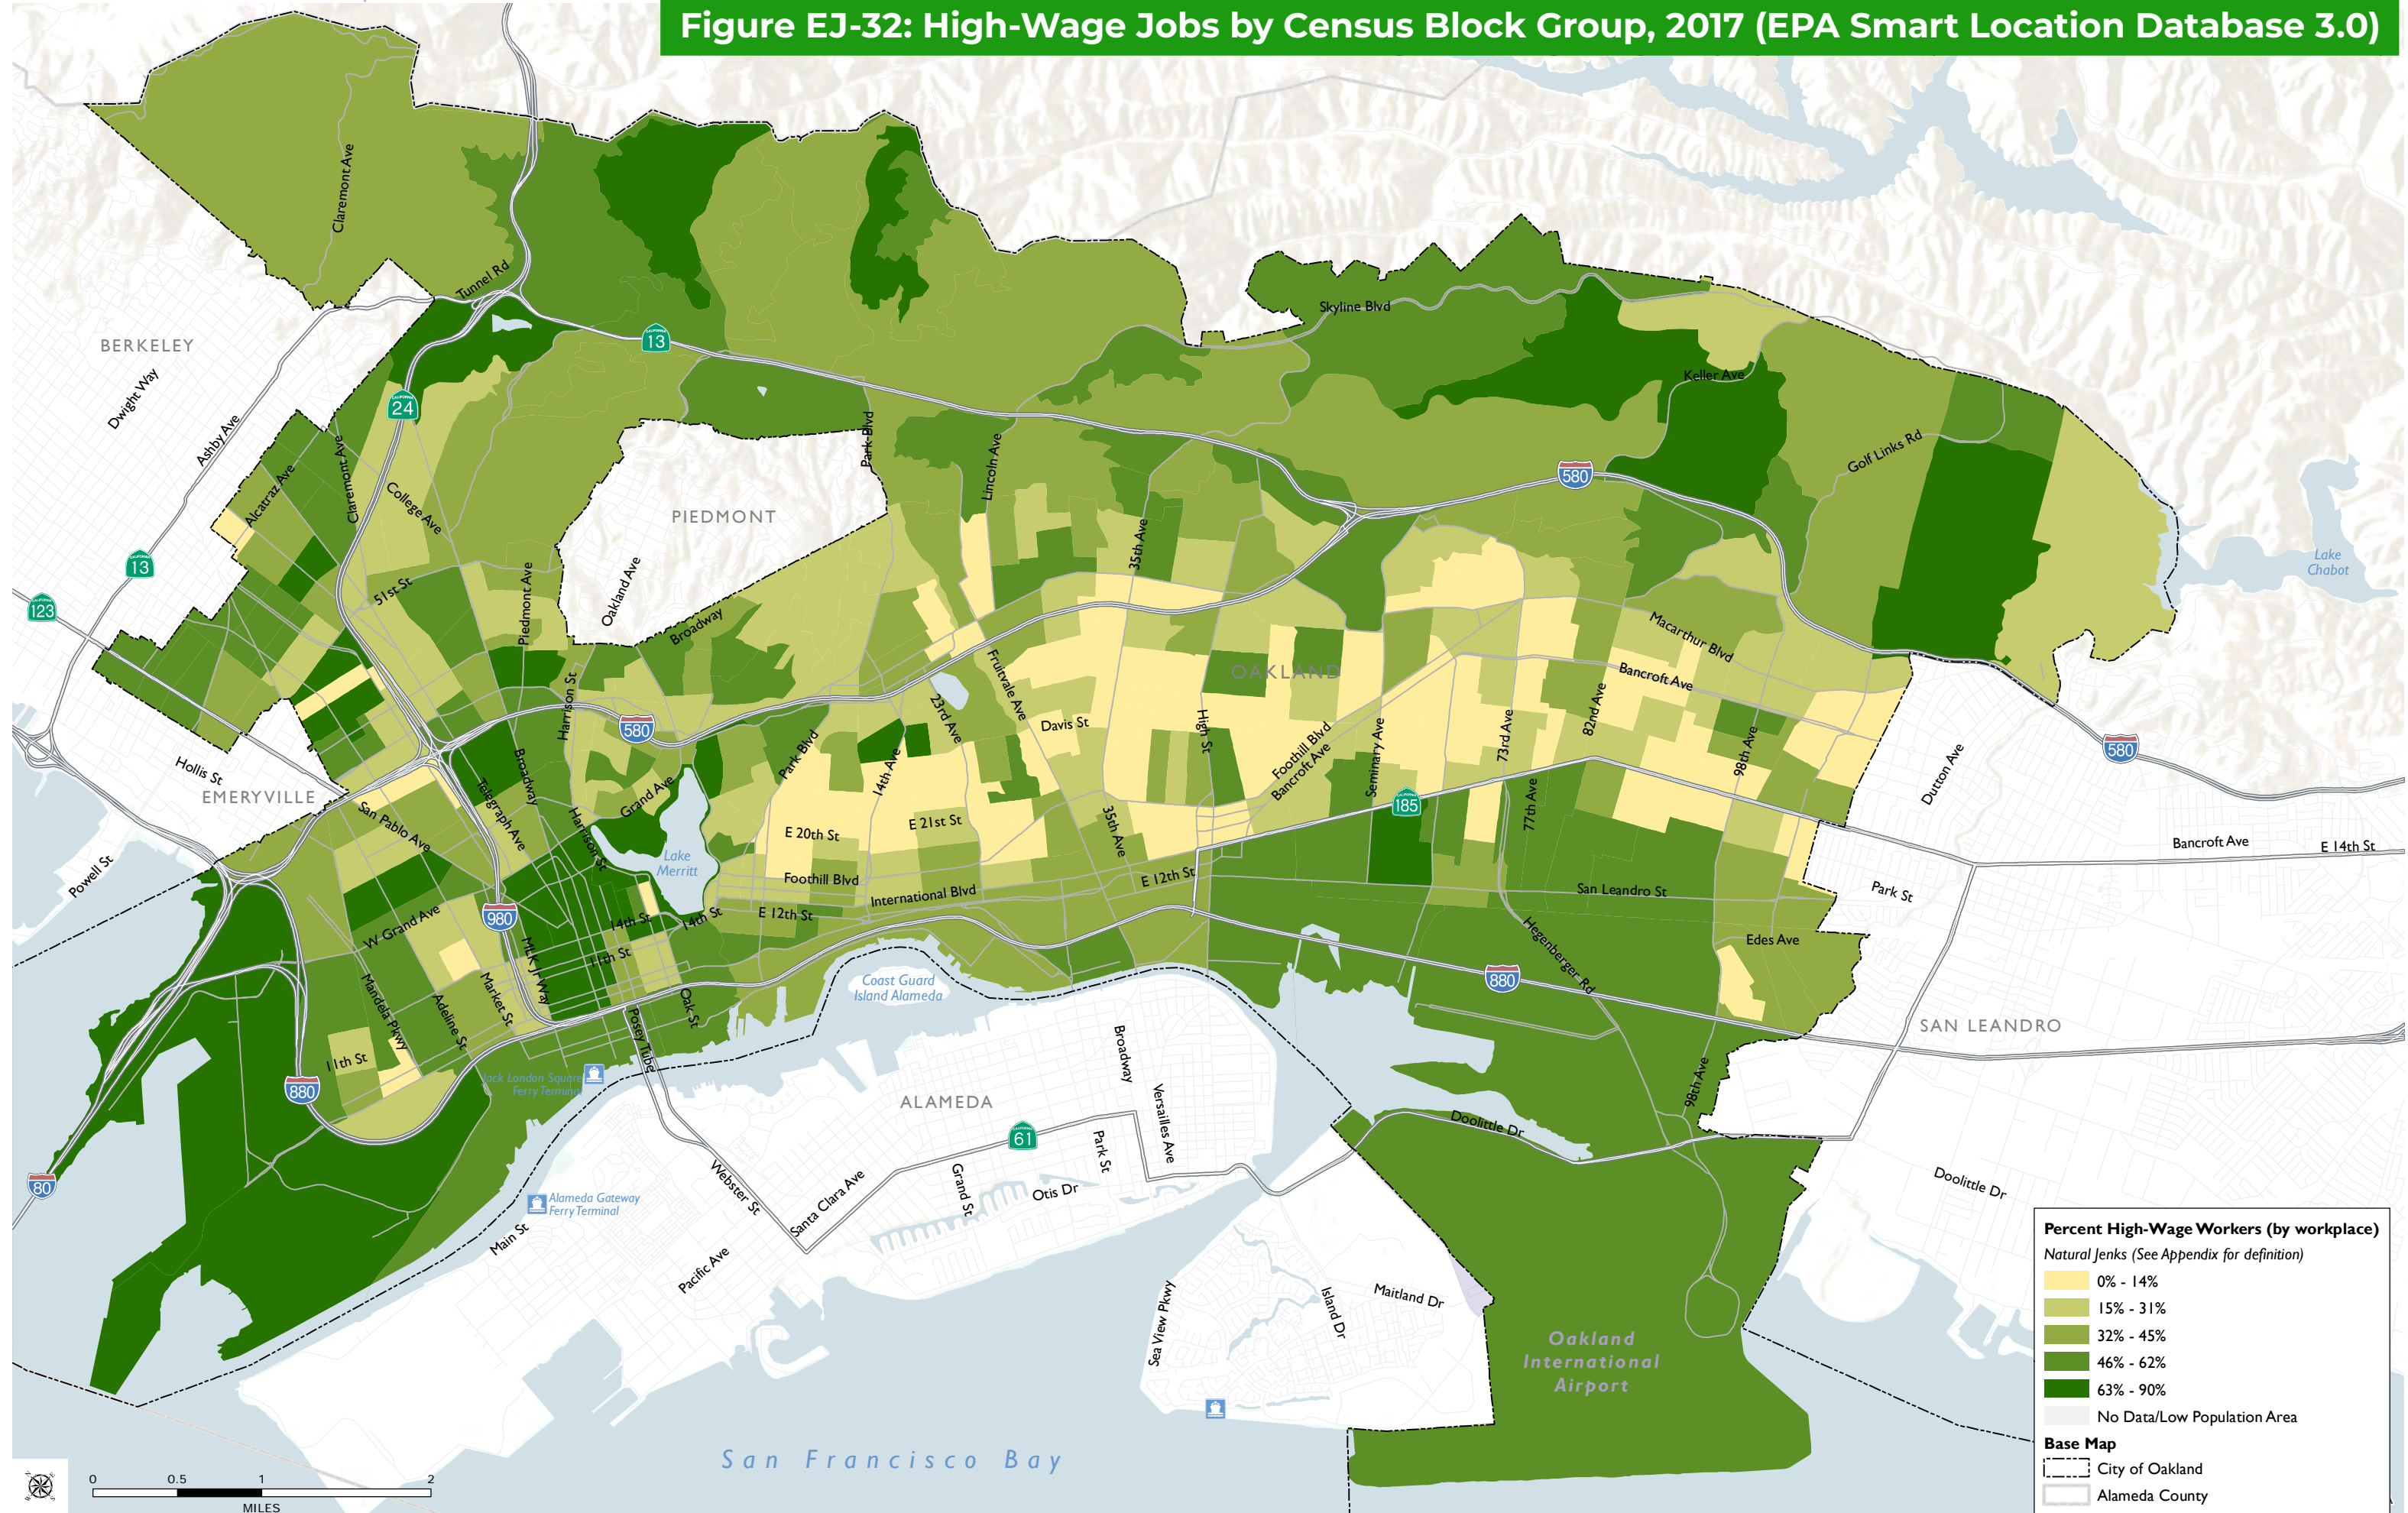 Figure EJ-32: High-Wage Jobs by Census Block Group, 2017 (EPA Smart Location Database 3.0)
Claremont Ave
Tunnel Rd
BERKELEY
Dwight Way
Ashby Ave
CALIFORNIA
13
CALIFORNIA
24
Skyline Blvd
Keller Ave
Golf Links Rd
580
Lake
Chabot
Alcatraz Ave
Claremont Ave
College Ave
PIEDMONT
Park Blvd
Lincoln Ave
35th Ave
CALIFORNIA
13
CALIFORNIA
123
51st St
Piedmont Ave
Oakland Ave
Broadway
Macarthur Blvd
Bancroft Ave
OAKLAND
Harrison St
580
Fruitvale Ave
23rd Ave
Davis St
High St
Foothill Blvd
Bancroft Ave
Seminary Ave
73rd Ave
82nd Ave
98th Ave
580
Dutton Ave
Hollis St
EMERYVILLE
San Pablo Ave
Telegraph Ave
Broadway
Harrison St
Grand Ave
Park Blvd
14th Ave
E 20th St
E 21st St
35th Ave
CALIFORNIA
185
77th Ave
Bancroft Ave
E 14th St
Powell St
Lake
Merritt
Foothill Blvd
International Blvd
E 12th St
E 12th St
San Leandro St
Park St
W Grand Ave
980
14th St
14th St
11th St
MLK Jr Way
Market St
Adeline St
Mandela Pkwy
11th St
Oak St
Posey Tube
Coast Guard
Island Alameda
880
Hegenberger Rd
Edes Ave
SAN LEANDRO
880
Jack London Square
Ferry Terminal
ALAMEDA
Broadway
Versailles Ave
CALIFORNIA
61
Park St
Doolittle Dr
98th Ave
80
Alameda Gateway
Ferry Terminal
Main St
Webster St
Santa Clara Ave
Grand St
Otis Dr
Pacific Ave
Doolittle Dr
Sea View Pkwy
Island Dr
Maitland Dr
Oakland
International
Airport
San Francisco Bay
0 0.5 1 2
MILES
Percent High-Wage Workers (by workplace)
Natural Jenks (See Appendix for definition)
0% - 14%
15% - 31%
32% - 45%
46% - 62%
63% - 90%
No Data/Low Population Area
Base Map
City of Oakland
Alameda County